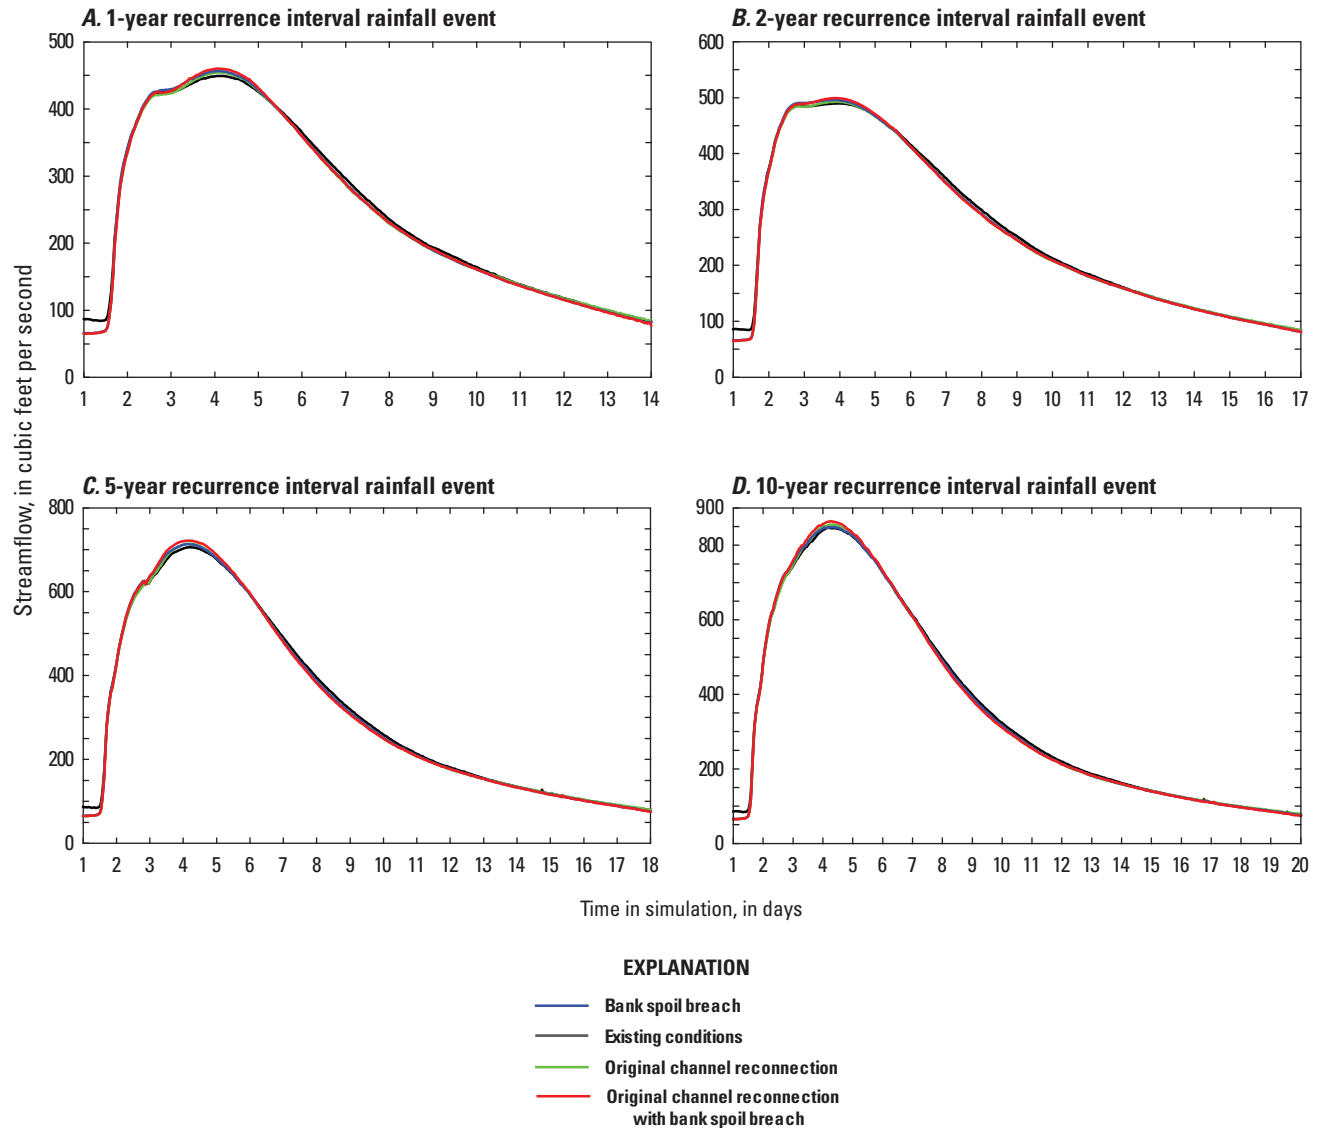 A. 1-year recurrence interval rainfall event
500
400
300
200
100
0
1 2 3 4 5 6 7 8 9 10 11 12 13 14
B. 2-year recurrence interval rainfall event
600
500
400
300
200
100
0
1 2 3 4 5 6 7 8 9 10 11 12 13 14 15 16 17
Streamflow, in cubic feet per second
C. 5-year recurrence interval rainfall event
800
600
400
200
0
1 2 3 4 5 6 7 8 9 10 11 12 13 14 15 16 17 18
D. 10-year recurrence interval rainfall event
900
800
600
400
200
0
1 2 3 4 5 6 7 8 9 10 11 12 13 14 15 16 17 18 19 20
Time in simulation, in days
EXPLANATION
Bank spoil breach
Existing conditions
Original channel reconnection
Original channel reconnection
with bank spoil breach